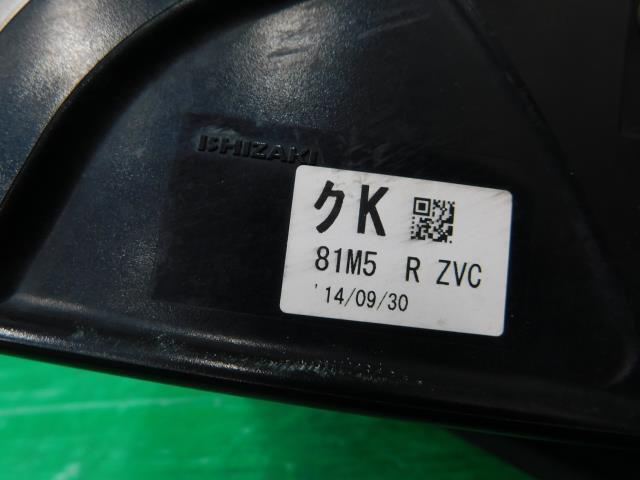 ISHIZAKI
クK
81M5 R ZVC
'14/09/30